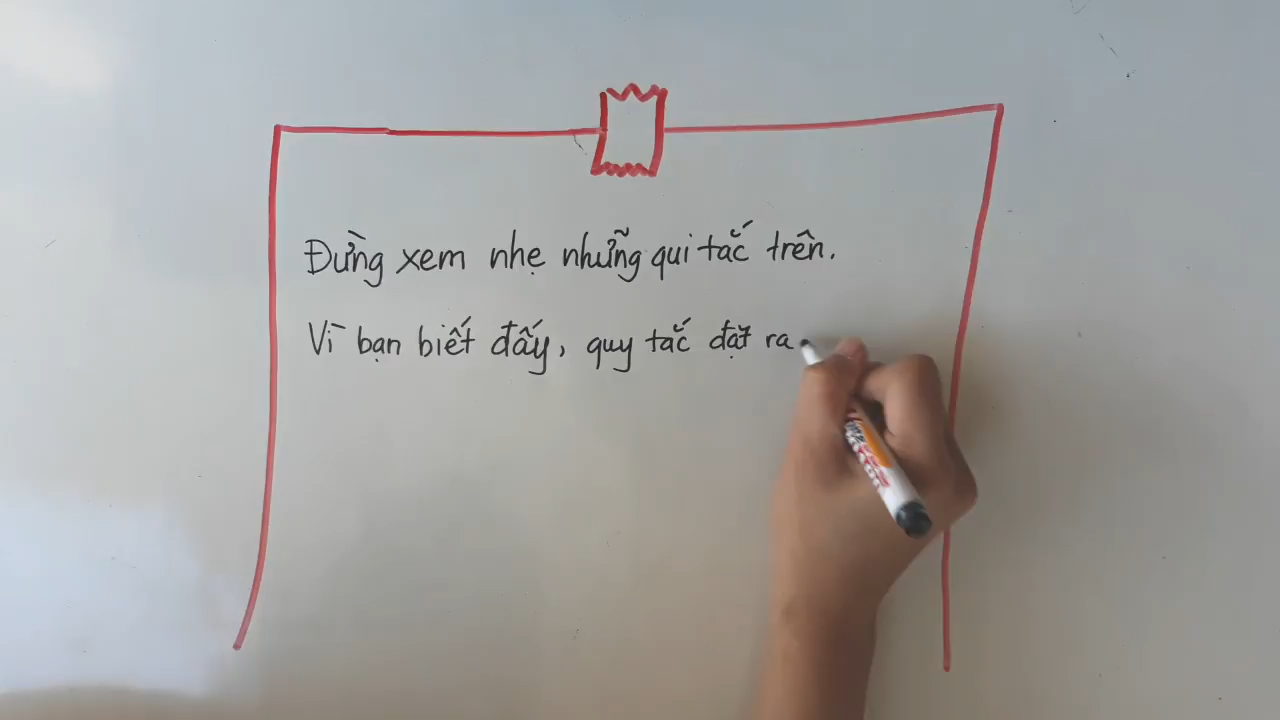 Đừng xem nhẹ những qui tắc trên.
Vì bạn biết đấy, quy tắc đặt ra